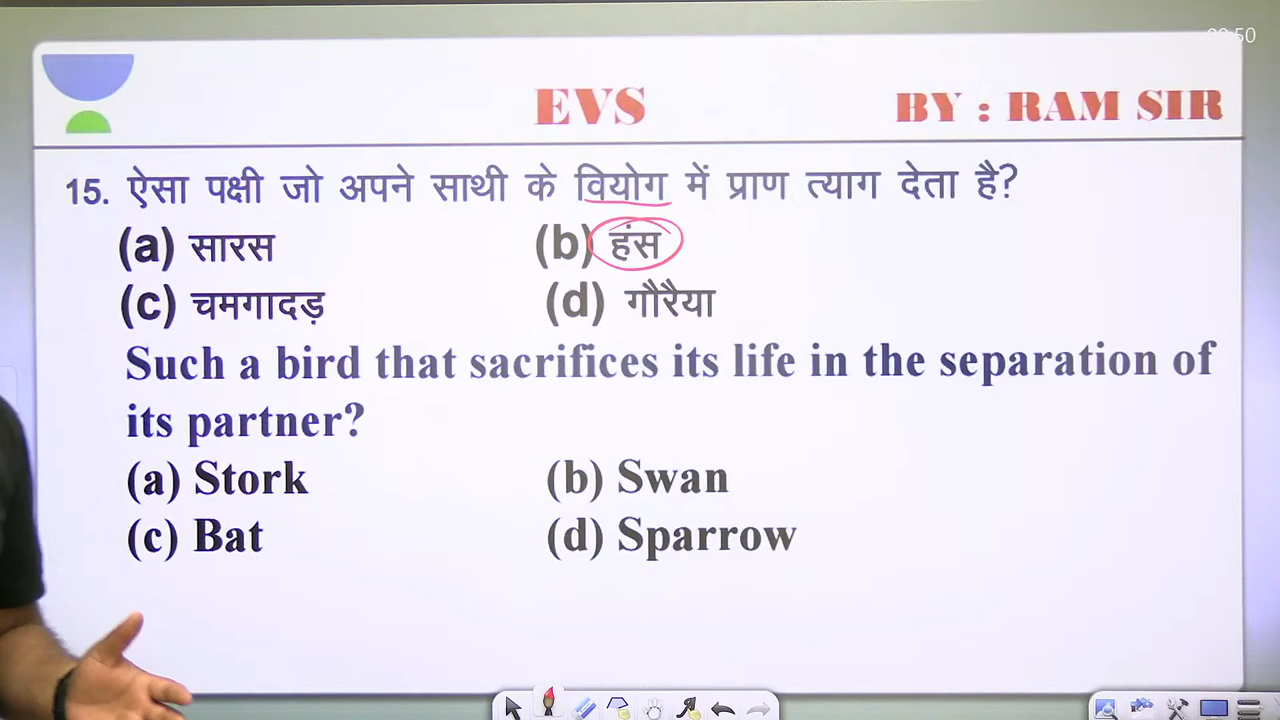 EVS
BY : RAM SIR
15. ऐसा पक्षी जो अपने साथी के वियोग में प्राण त्याग देता है?
(a) सारस (b) हंस
(c) चमगादड़ (d) गौरैया
Such a bird that sacrifices its life in the separation of
its partner?
(a) Stork (b) Swan
(c) Bat (d) Sparrow